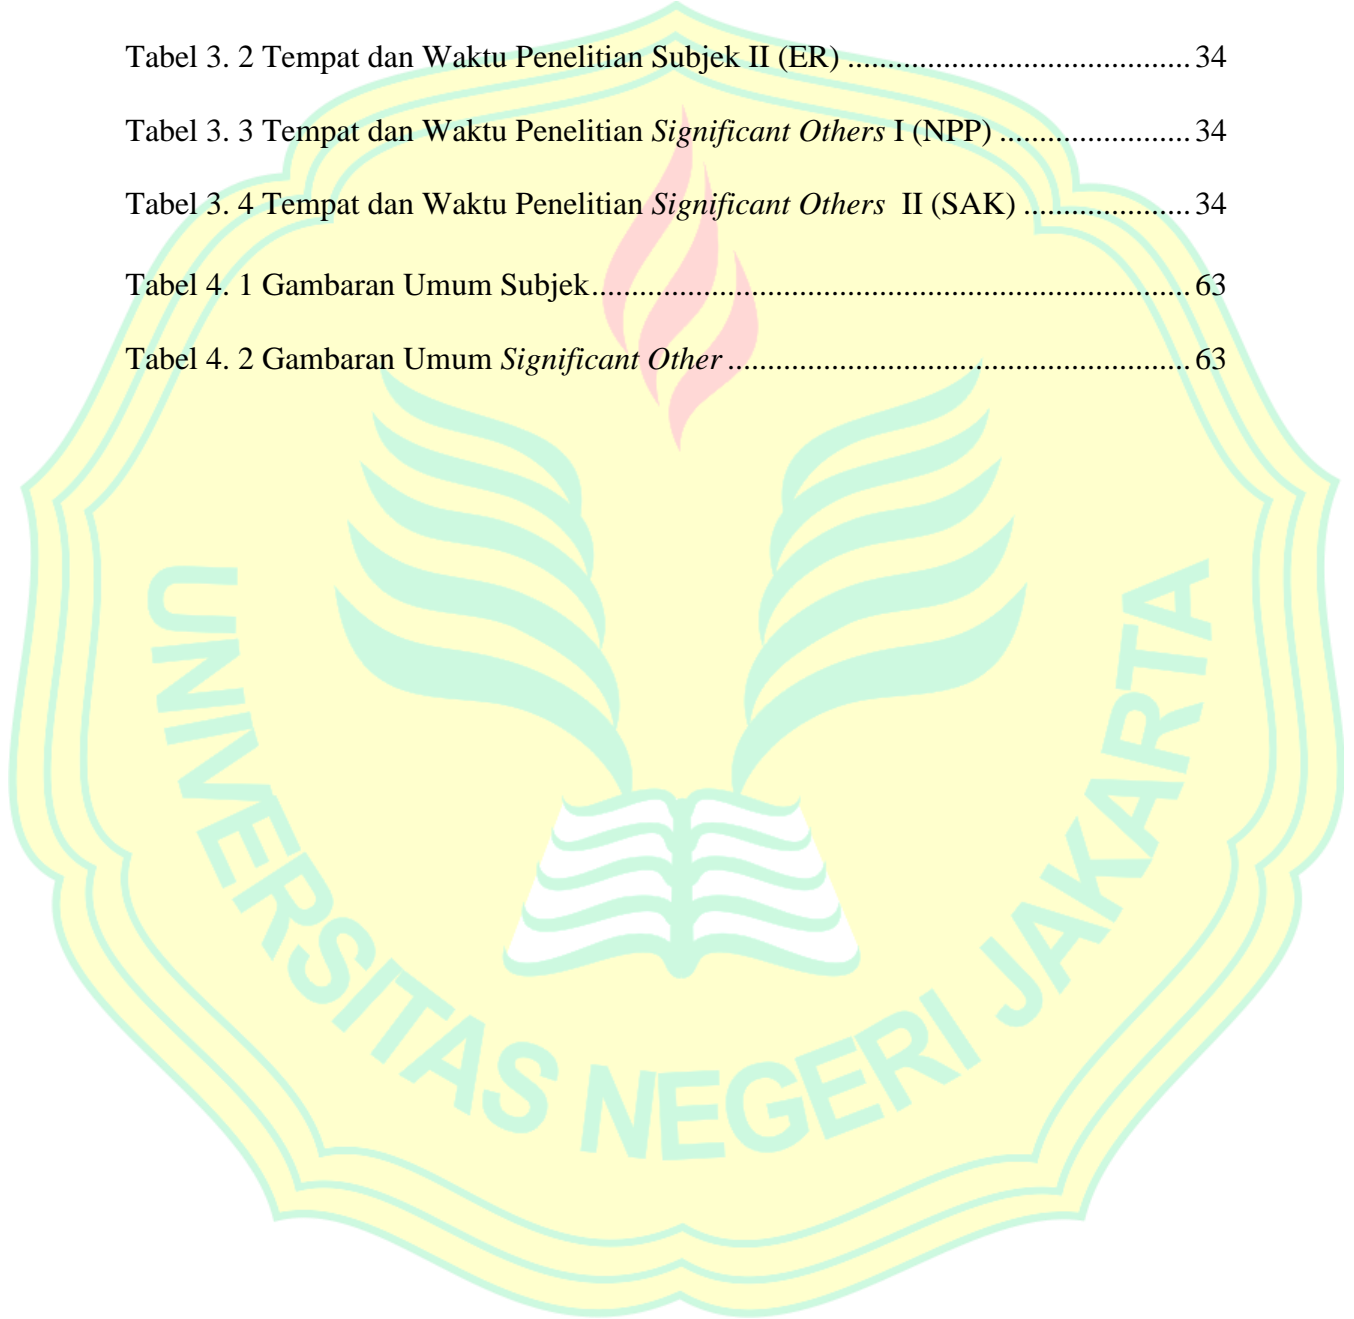 Tabel 3. 2 Tempat dan Waktu Penelitian Subjek II (ER) .......................................... 34
Tabel 3. 3 Tempat dan Waktu Penelitian Significant Others I (NPP) ....................... 34
Tabel 3. 4 Tempat dan Waktu Penelitian Significant Others  II (SAK) .................... 34
Tabel 4. 1 Gambaran Umum Subjek......................................................................... 63
Tabel 4. 2 Gambaran Umum Significant Other ........................................................ 63
UNIVERSITAS NEGERI JAKARTA